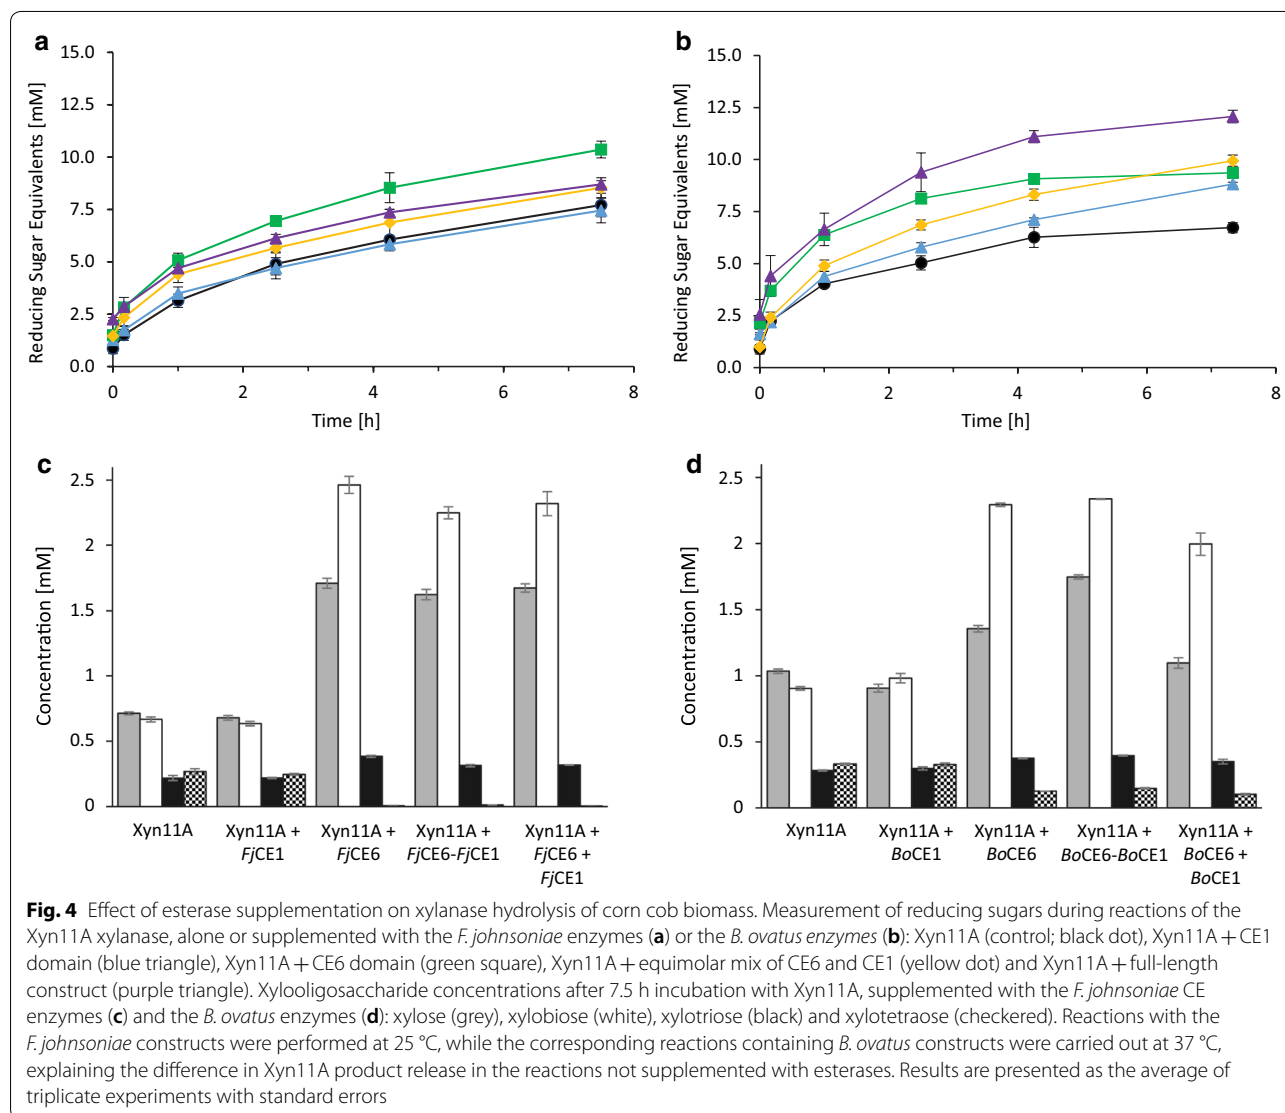 a
15.0
12.5
10.0
7.5
5.0
2.5
0.0
Reducing Sugar Equivalents [mM]
0
2
4
6
8
Time [h]
b
15.0
12.5
10.0
7.5
5.0
2.5
0.0
Reducing Sugar Equivalents [mM]
0
2
4
6
8
Time [h]
c
2.5
2
1.5
1
0.5
0
Concentration [mM]
Xyn11A
Xyn11A +
FjCE1
Xyn11A +
FjCE6
Xyn11A +
FjCE6-FjCE1
Xyn11A +
FjCE6 +
FjCE1
d
2.5
2
1.5
1
0.5
0
Concentration [mM]
Xyn11A
Xyn11A +
BoCE1
Xyn11A +
BoCE6
Xyn11A +
BoCE6-BoCE1
Xyn11A +
BoCE6 +
BoCE1
Fig. 4 Effect of esterase supplementation on xylanase hydrolysis of corn cob biomass. Measurement of reducing sugars during reactions of the
Xyn11A xylanase, alone or supplemented with the F. johnsoniae enzymes (a) or the B. ovatus enzymes (b): Xyn11A (control; black dot), Xyn11A + CE1
domain (blue triangle), Xyn11A + CE6 domain (green square), Xyn11A + equimolar mix of CE6 and CE1 (yellow dot) and Xyn11A + full-length
construct (purple triangle). Xylooligosaccharide concentrations after 7.5 h incubation with Xyn11A, supplemented with the F. johnsoniae CE
enzymes (c) and the B. ovatus enzymes (d): xylose (grey), xylobiose (white), xylotriose (black) and xylotetraose (checkered). Reactions with the
F. johnsoniae constructs were performed at 25 °C, while the corresponding reactions containing B. ovatus constructs were carried out at 37 °C,
explaining the difference in Xyn11A product release in the reactions not supplemented with esterases. Results are presented as the average of
triplicate experiments with standard errors